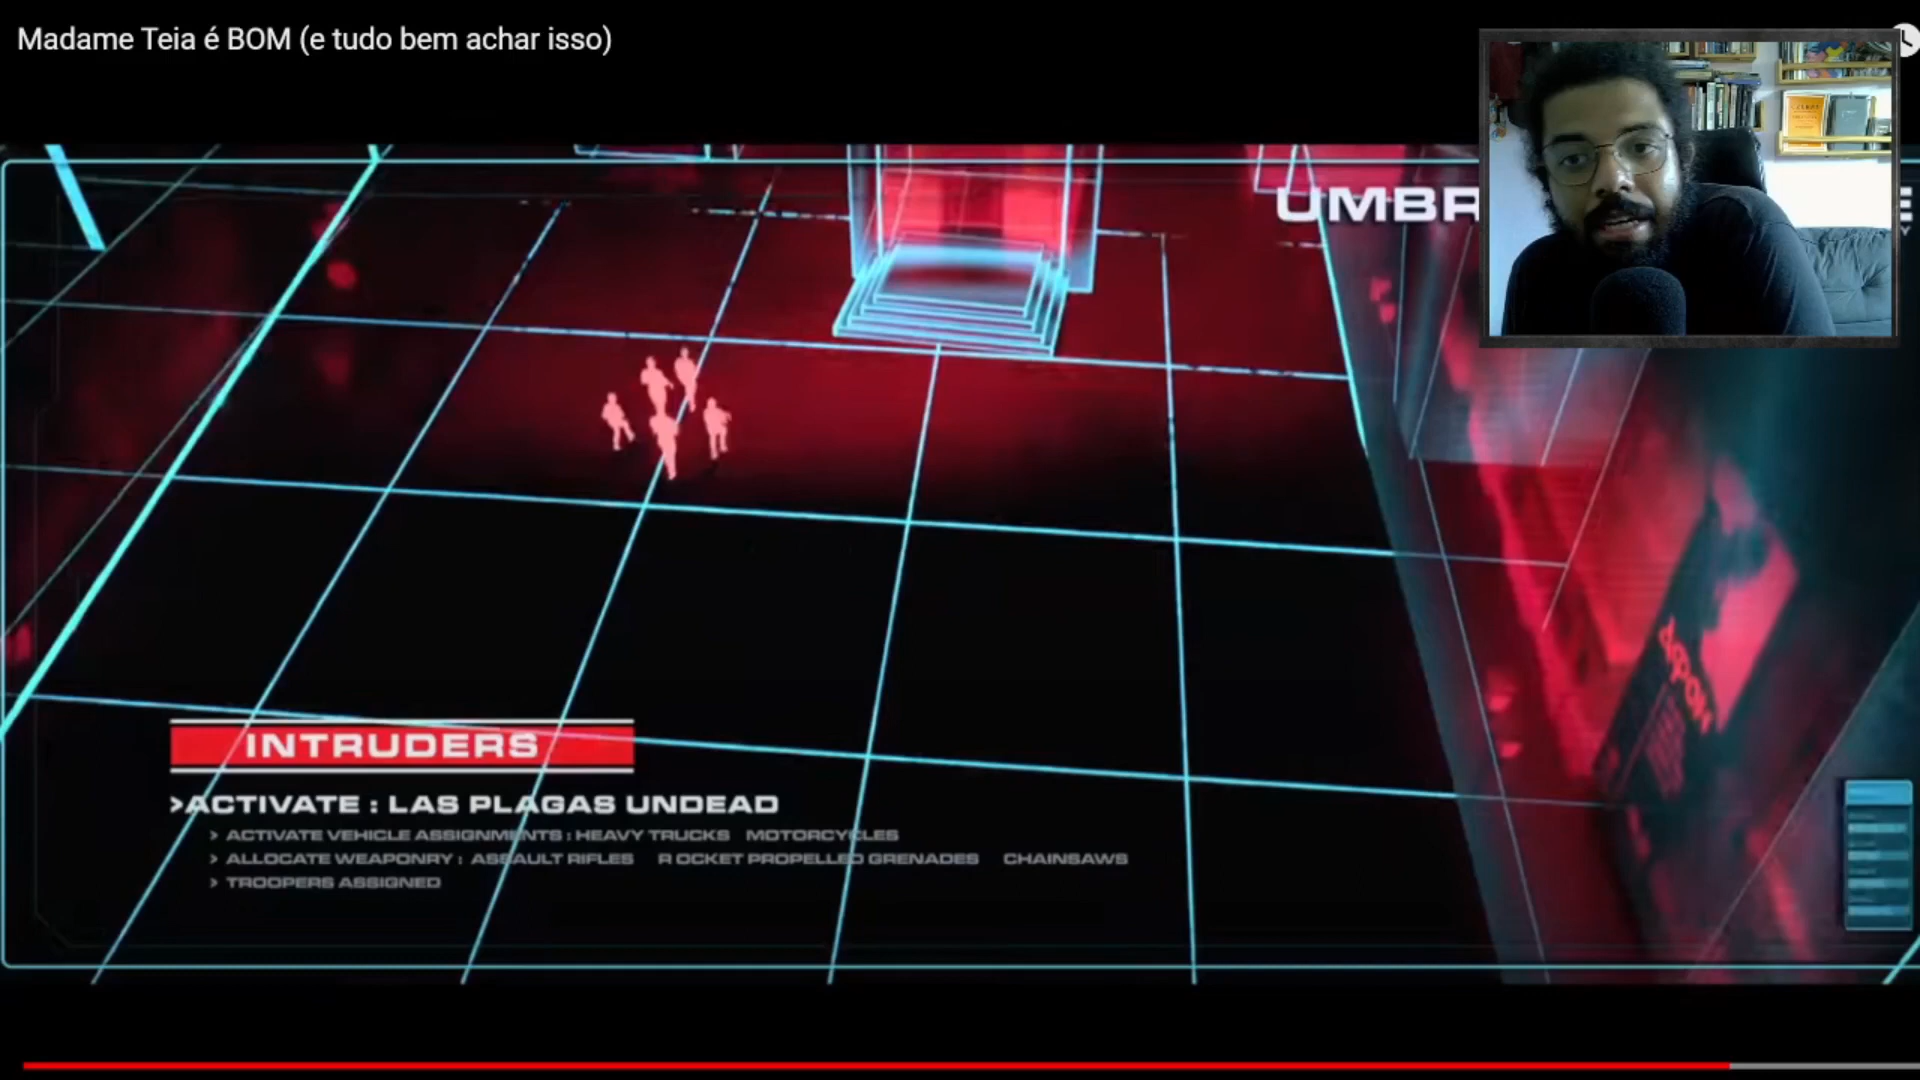 Madame Teia é BOM (e tudo bem achar isso)
UMBR
INTRUDERS
>ACTIVATE : LAS PLAGAS UNDEAD
> ACTIVATE VEHICLE ASSIGNMENTS : HEAVY TRUCKS MOTORCYCLES
> ALLOCATE WEAPONRY : ASSAULT RIFLES R OCKET PROPELLED GRENADES CHAINSAWS
> TROOPERS ASSIGNED